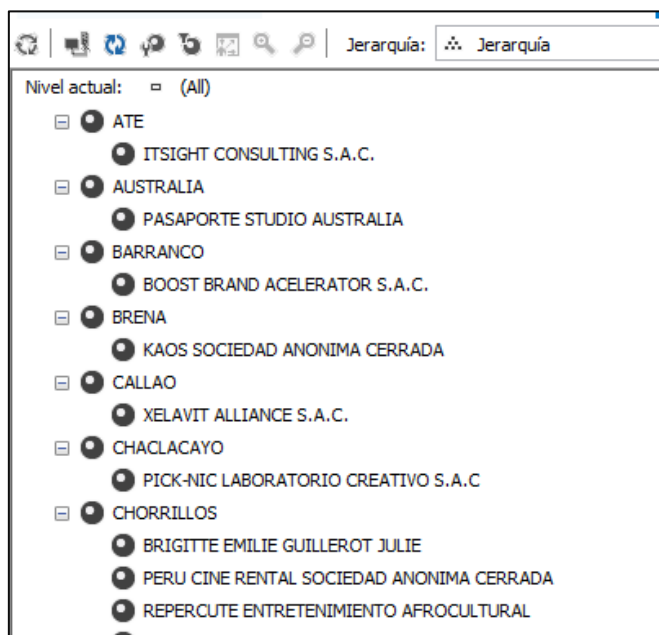 Jerarquía: Jerarquía
Nivel actual: (All)
ATE
ITSIGHT CONSULTING S.A.C.
AUSTRALIA
PASAPORTE STUDIO AUSTRALIA
BARRANCO
BOOST BRAND ACELERATOR S.A.C.
BRENA
KAOS SOCIEDAD ANONIMA CERRADA
CALLAO
XELAVIT ALLIANCE S.A.C.
CHACLACAYO
PICK-NIC LABORATORIO CREATIVO S.A.C
CHORRILLOS
BRIGITTE EMILIE GUILLEROT JULIE
PERU CINE RENTAL SOCIEDAD ANONIMA CERRADA
REPERCUTE ENTRETENIMIENTO AFROCULTURAL